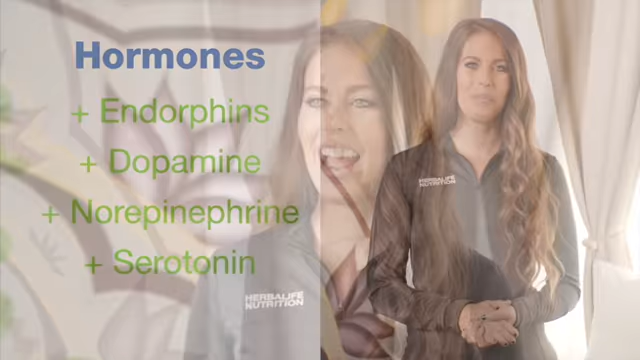 Hormones
+ Endorphins
+ Dopamine
+ Norepinephrine
+ Serotonin
HERBALIFE
NUTRITION
HERBALIFE
NUTRITION